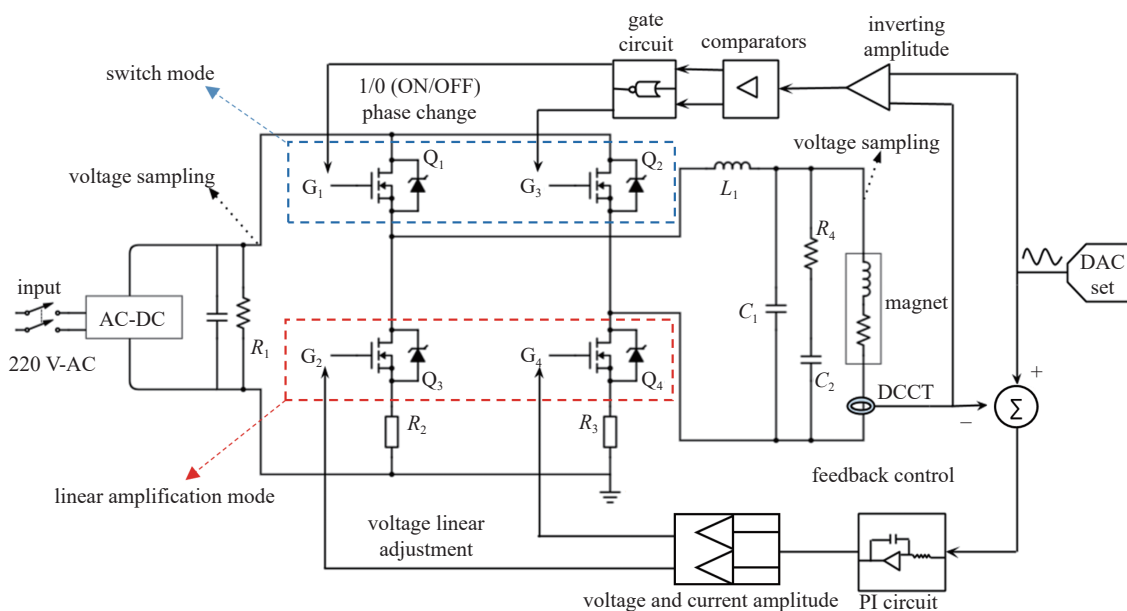 gate
circuit
comparators
inverting
amplitude
switch mode
1/0 (ON/OFF)
phase change
voltage sampling
voltage sampling
G₁
Q₁
G₃
Q₂
L₁
R₄
DAC
set
input
AC-DC
220 V-AC
R₁
C₁
magnet
G₂
Q₃
G₄
Q₄
C₂
DCCT
+
−
Σ
R₂
R₃
linear amplification mode
feedback control
voltage linear
adjustment
voltage and current amplitude
PI circuit